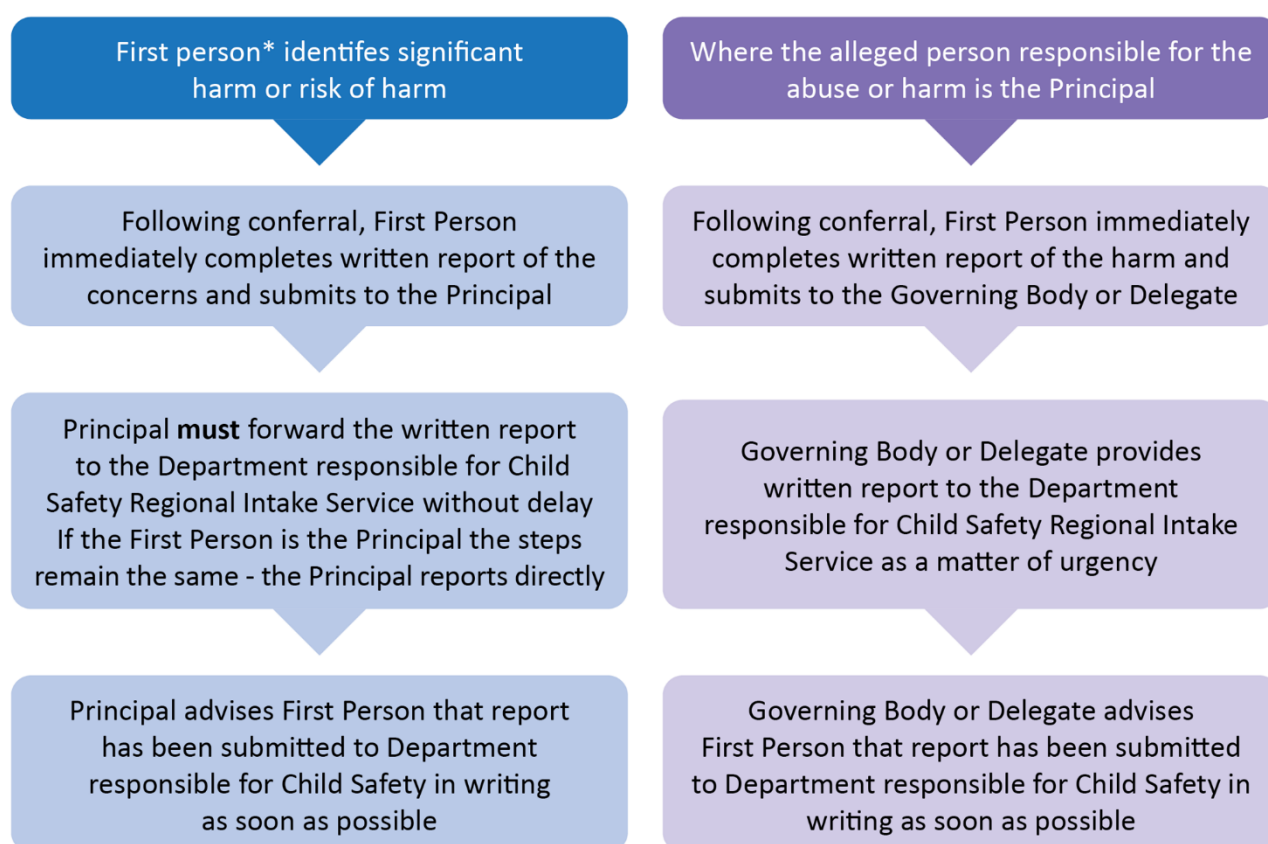 First person* identifes significant
harm or risk of harm
Following conferral, First Person
immediately completes written report of the
concerns and submits to the Principal
Principal must forward the written report
to the Department responsible for Child
Safety Regional Intake Service without delay
If the First Person is the Principal the steps
remain the same - the Principal reports directly
Principal advises First Person that report
has been submitted to Department
responsible for Child Safety in writing
as soon as possible
Where the alleged person responsible for the
abuse or harm is the Principal
Following conferral, First Person immediately
completes written report of the harm and
submits to the Governing Body or Delegate
Governing Body or Delegate provides
written report to the Department
responsible for Child Safety Regional Intake
Service as a matter of urgency
Governing Body or Delegate advises
First Person that report has been submitted
to Department responsible for Child Safety in
writing as soon as possible